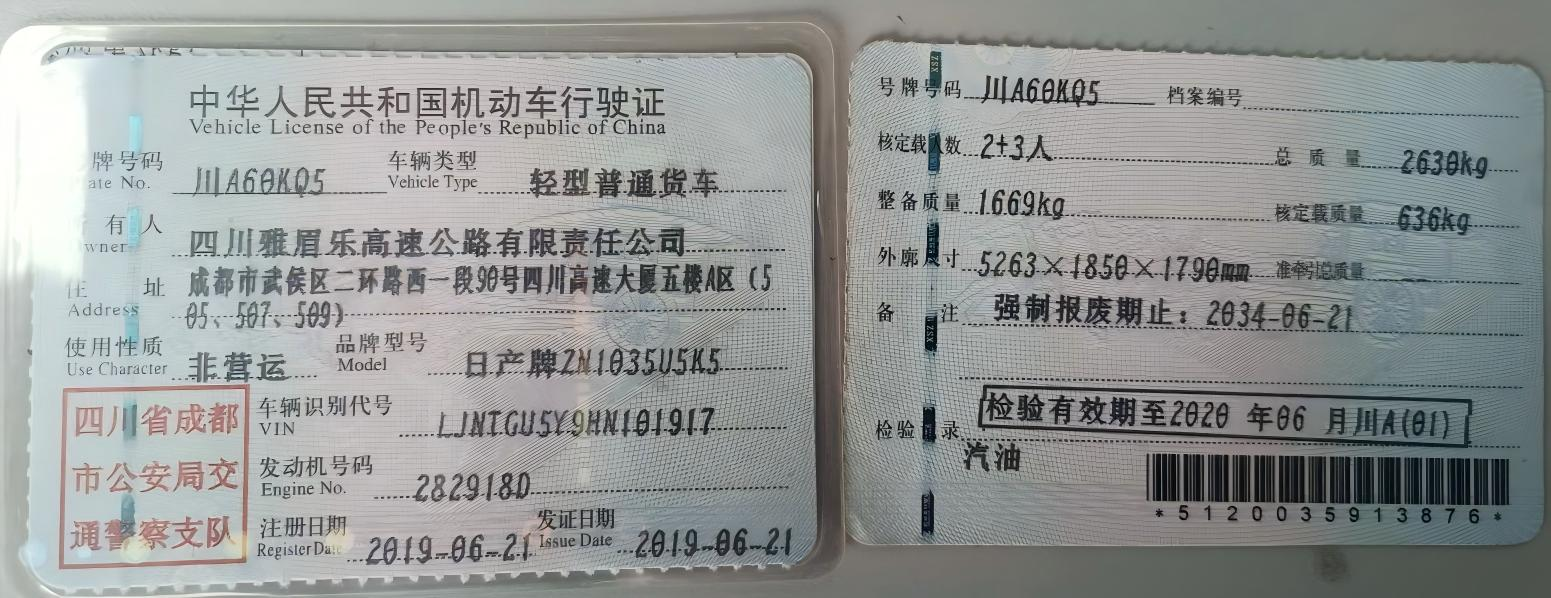 中华人民共和国机动车行驶证
Vehicle License of the People's Republic of China
牌号码 川A60KQ5 车辆类型 轻型普通货车
ate No. Vehicle Type
有人 四川雅眉乐高速公路有限责任公司
wner
住址 成都市武侯区二环路西一段90号四川高速大厦五楼A区（5
Address 05、507、509）
使用性质 非营运 品牌型号 日产牌ZN1035U5K5
Use Character Model
四川省成都
市公安局交
通警察支队
车辆识别代号 LJNTGU5Y9HN101917
VIN
发动机号码 282918D
Engine No.
注册日期 2019-06-21 发证日期 2019-06-21
Register Date Issue Date
号牌号码 川A60KQ5 档案编号
核定载人数 2+3人 总质量 2630kg
整备质量 1669kg 核定载质量 636kg
外廓尺寸 5263×1850×1790mm 准牵引总质量
备注 强制报废期止：2034-06-21
检验有效期至2020 年06 月川A(01)
检验 录
汽油
*5120035913876*
XSZ
XSZ